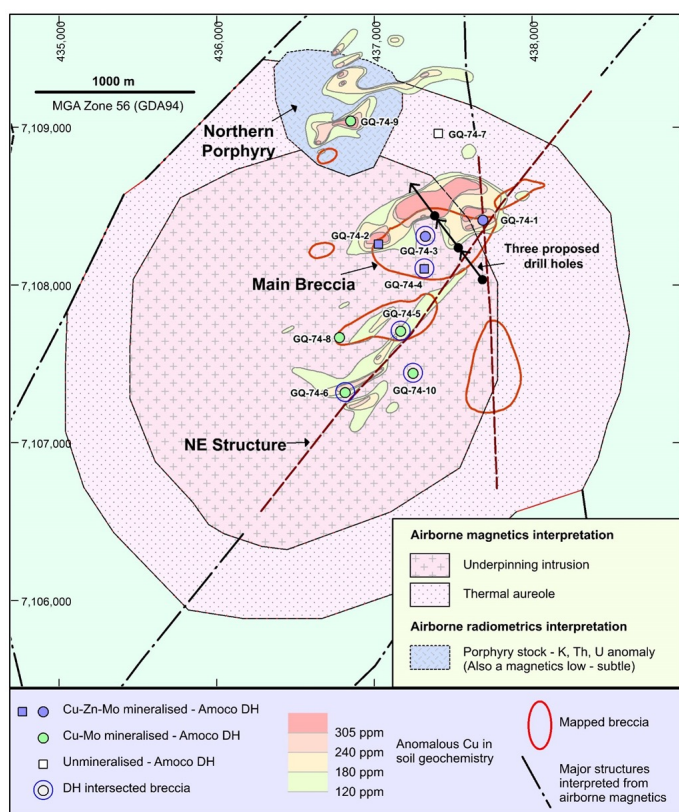 435,000
436,000
437,000
438,000
1000 m
MGA Zone 56 (GDA94)
7,109,000
7,108,000
7,107,000
7,106,000
Northern
Porphyry
GQ-74-9
GQ-74-7
GQ-74-1
GQ-74-2
GQ-74-3
Three proposed
drill holes
Main Breccia
GQ-74-4
GQ-74-5
GQ-74-8
GQ-74-6
GQ-74-10
NE Structure
Airborne magnetics interpretation
Underpinning intrusion
Thermal aureole
Airborne radiometrics interpretation
Porphyry stock - K, Th, U anomaly
(Also a magnetics low - subtle)
Cu-Zn-Mo mineralised - Amoco DH
Cu-Mo mineralised - Amoco DH
Unmineralised - Amoco DH
DH intersected breccia
305 ppm
240 ppm
180 ppm
120 ppm
Anomalous Cu in
soil geochemistry
Mapped breccia
Major structures
interpreted from
airborne magnetics